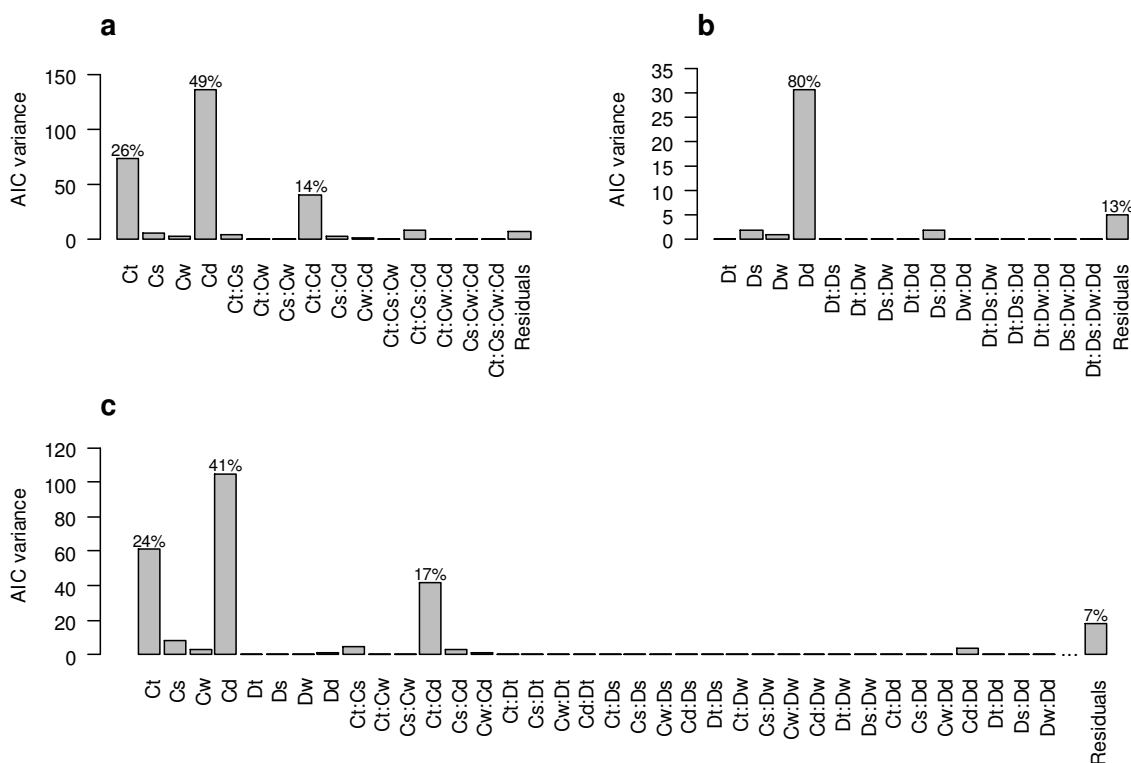 a
AIC variance
150
100
50
0
26%
49%
14%
Ct
Cs
Cw
Cd
Ct:Cs
Ct:Cw
Cs:Cw
Ct:Cd
Cs:Cd
Cw:Cd
Ct:Cs:Cw
Ct:Cs:Cd
Ct:Cw:Cd
Cs:Cw:Cd
Ct:Cs:Cw:Cd
Residuals
b
AIC variance
35
30
25
20
15
10
5
0
80%
13%
Dt
Ds
Dw
Dd
Dt:Ds
Dt:Dw
Ds:Dw
Dt:Dd
Ds:Dd
Dw:Dd
Dt:Ds:Dw
Dt:Ds:Dd
Dt:Dw:Dd
Ds:Dw:Dd
Dt:Ds:Dw:Dd
Residuals
c
AIC variance
120
100
80
60
40
20
0
24%
41%
17%
7%
...
Ct
Cs
Cw
Cd
Dt
Ds
Dw
Dd
Ct:Cs
Ct:Cw
Cs:Cw
Ct:Cd
Cs:Cd
Cw:Cd
Ct:Dt
Cs:Dt
Cw:Dt
Cd:Dt
Ct:Ds
Cs:Ds
Cw:Ds
Cd:Ds
Dt:Ds
Ct:Dw
Cs:Dw
Cw:Dw
Cd:Dw
Dt:Dw
Ds:Dw
Ct:Dd
Cs:Dd
Cw:Dd
Cd:Dd
Dt:Dd
Ds:Dd
Dw:Dd
Residuals